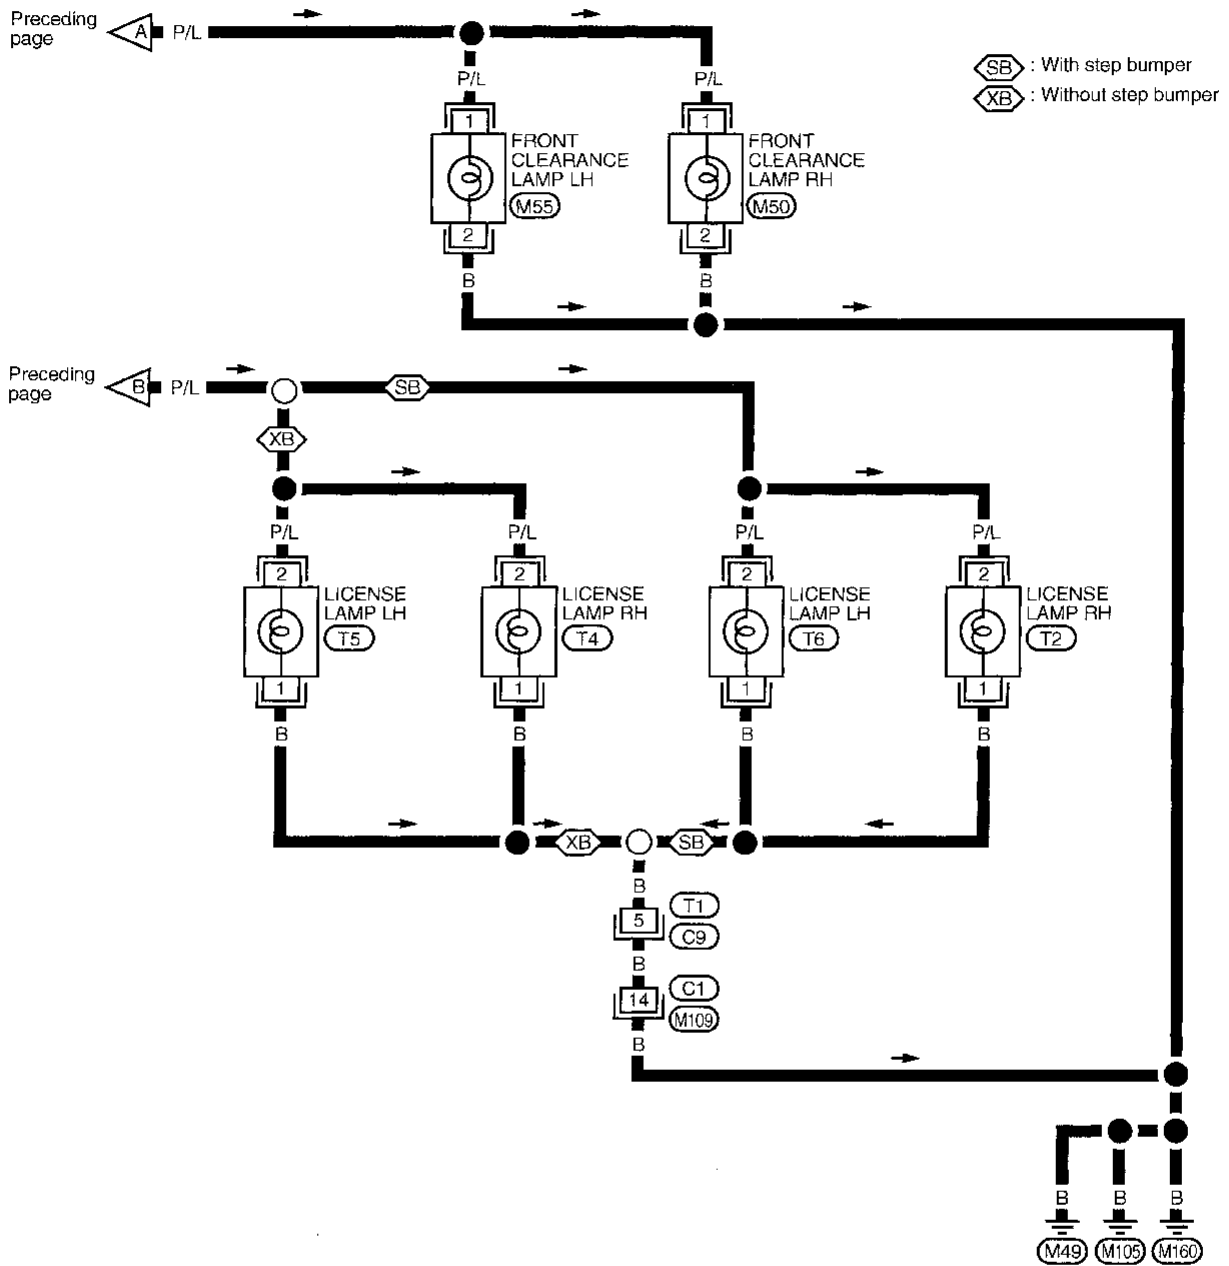 Preceding
page
A P/L
SB : With step bumper
XB : Without step bumper
P/L P/L
1 1
FRONT
CLEARANCE
LAMP LH
M55
FRONT
CLEARANCE
LAMP RH
M50
2 2
B B
Preceding
page
B P/L SB
XB
P/L P/L P/L P/L
2 2 2 2
LICENSE
LAMP LH
T5
LICENSE
LAMP RH
T4
LICENSE
LAMP LH
T6
LICENSE
LAMP RH
T2
1 1 1 1
B B B B
XB SB
B
5 T1
C9
B
14 C1
M109
B
B B B
M49 M105 M160